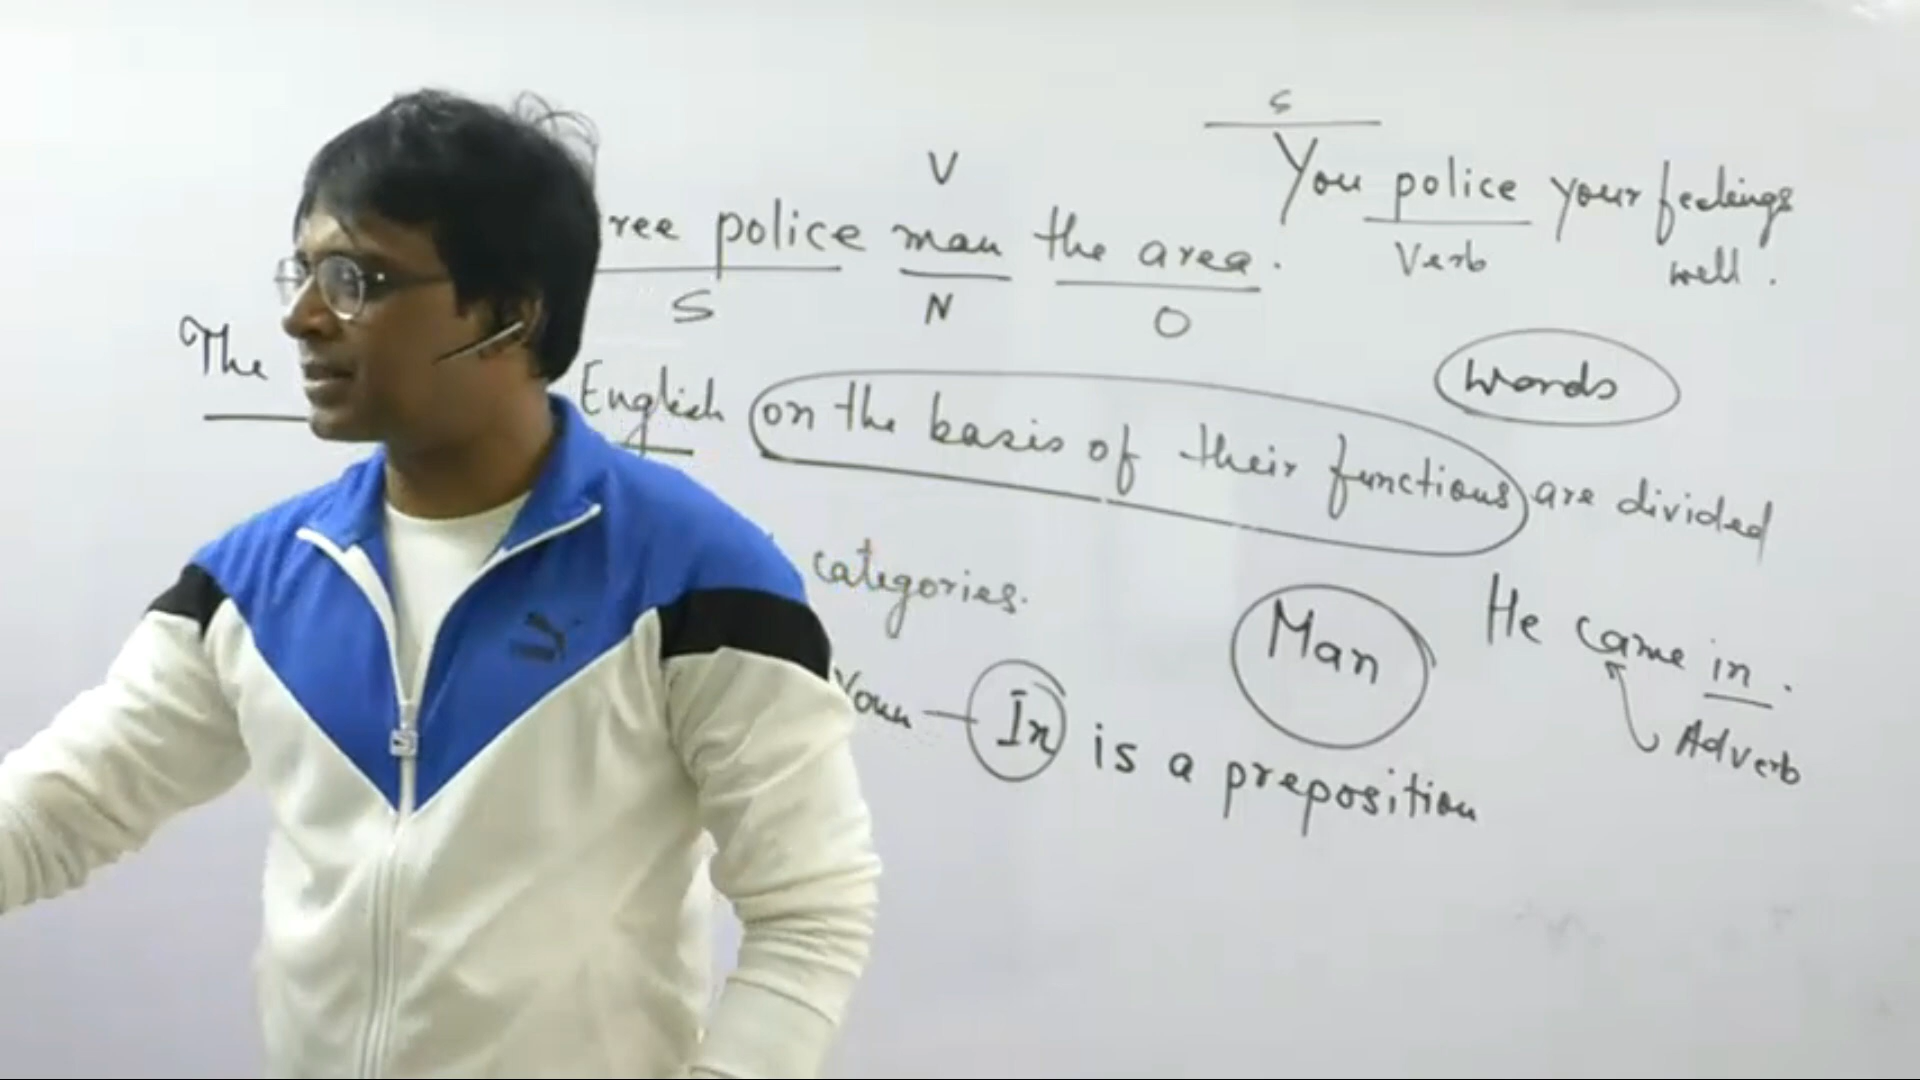 S
You police your feelings
Verb
well.
V
ree police man the area.
S N O
words
The
English on the basis of their functions are divided
categories.
Man
He came in.
Adverb
Noun — In is a preposition